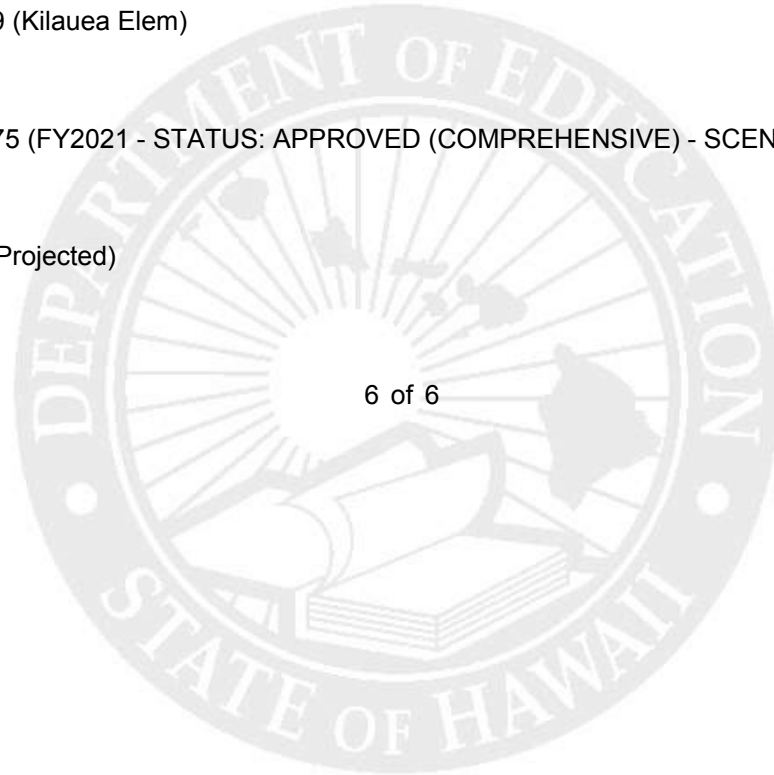 9 (Kilauea Elem)
75 (FY2021 - STATUS: APPROVED (COMPREHENSIVE) - SCEN
Projected)
6 of 6
DEPARTMENT OF EDUCATION
STATE OF HAWAII